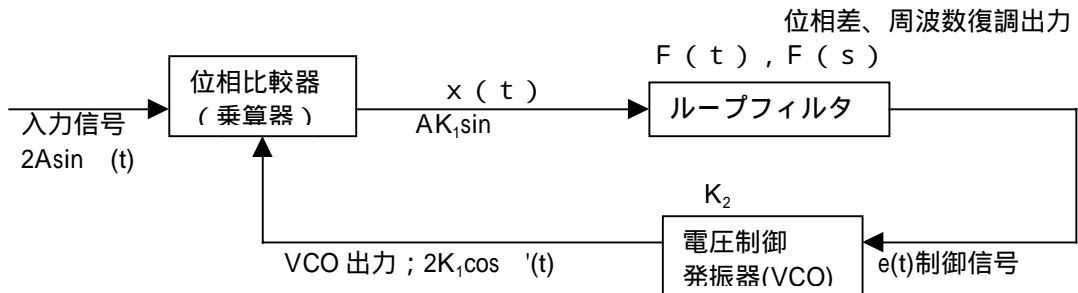 位相差、周波数復調出力
F(t),F(s)
位相比較器
(乗算器)
x(t)
ループフィルタ
入力信号
2Asin (t)
AK₁sin
K₂
電圧制御
発振器(VCO)
VCO 出力;2K₁cos '(t)
e(t)制御信号